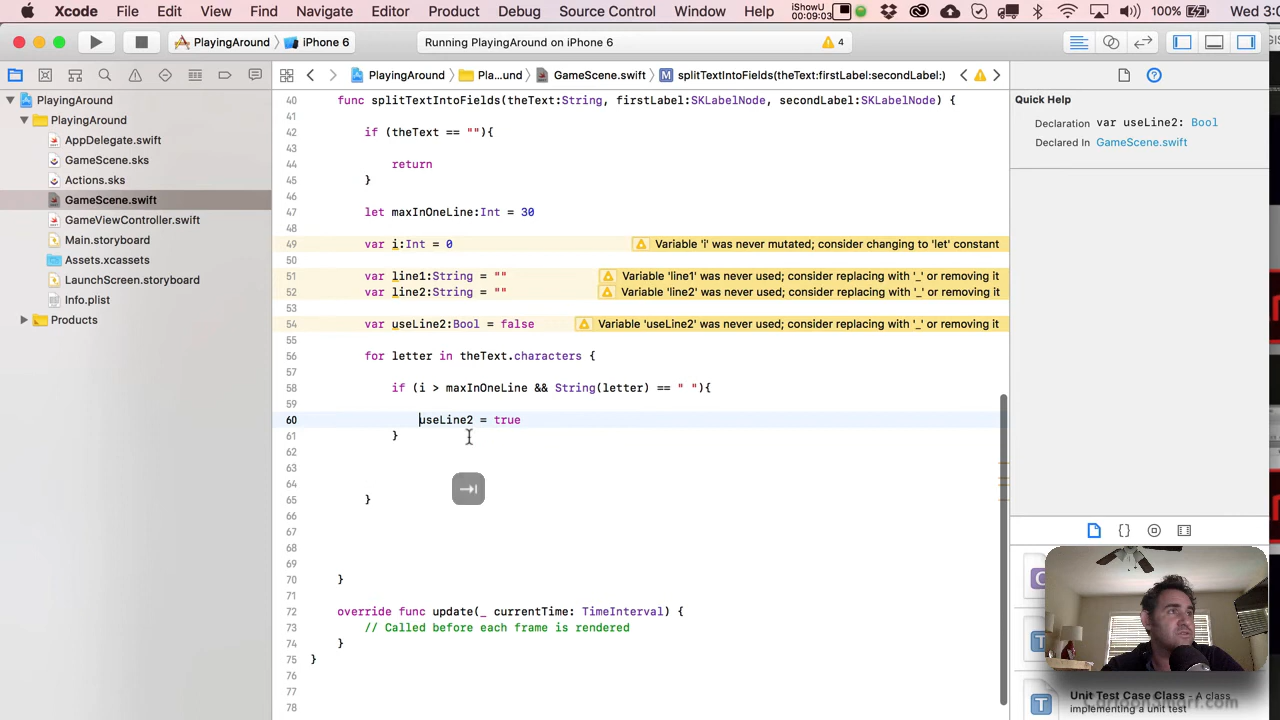 Xcode File Edit View Find Navigate Editor Product Debug Source Control Window Help iShowU 00:09:03 100% Wed 3:0
PlayingAround iPhone 6 Running PlayingAround on iPhone 6 4
PlayingAround Pla...und GameScene.swift M splitTextIntoFields(theText:firstLabel:secondLabel:)
PlayingAround
PlayingAround
AppDelegate.swift
GameScene.sks
Actions.sks
GameScene.swift
GameViewController.swift
Main.storyboard
Assets.xcassets
LaunchScreen.storyboard
Info.plist
Products
40 func splitTextIntoFields(theText:String, firstLabel:SKLabelNode, secondLabel:SKLabelNode) {
41
42 if (theText == ""){
43
44 return
45 }
46
47 let maxInOneLine:Int = 30
48
49 var i:Int = 0 Variable 'i' was never mutated; consider changing to 'let' constant
50
51 var line1:String = "" Variable 'line1' was never used; consider replacing with '_' or removing it
52 var line2:String = "" Variable 'line2' was never used; consider replacing with '_' or removing it
53
54 var useLine2:Bool = false Variable 'useLine2' was never used; consider replacing with '_' or removing it
55
56 for letter in theText.characters {
57
58 if (i > maxInOneLine && String(letter) == " "){
59
60 useLine2 = true
61 }
62
63
64
65 }
66
67
68
69
70 }
71
72 override func update(_ currentTime: TimeInterval) {
73 // Called before each frame is rendered
74 }
75 }
76
77
78
Quick Help
Declaration var useLine2: Bool
Declared In GameScene.swift
Unit Test Case Class - A class
implementing a unit test